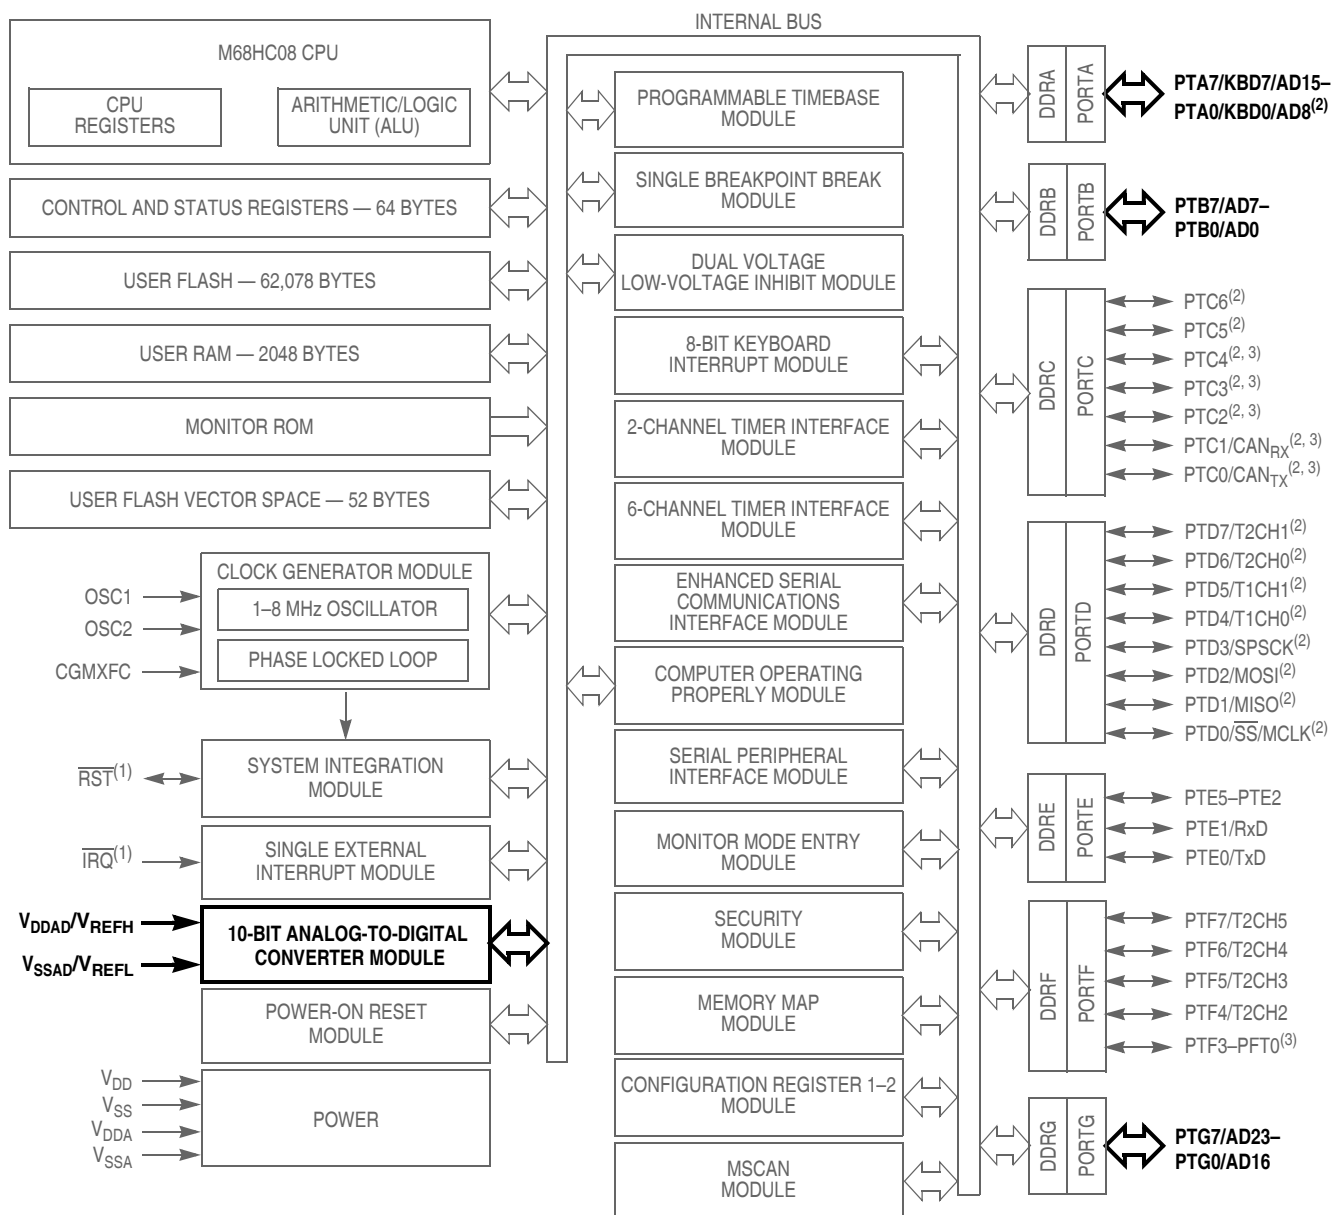 INTERNAL BUS
M68HC08 CPU
CPU
REGISTERS
ARITHMETIC/LOGIC
UNIT (ALU)
CONTROL AND STATUS REGISTERS — 64 BYTES
USER FLASH — 62,078 BYTES
USER RAM — 2048 BYTES
MONITOR ROM
USER FLASH VECTOR SPACE — 52 BYTES
CLOCK GENERATOR MODULE
1–8 MHz OSCILLATOR
PHASE LOCKED LOOP
OSC1
OSC2
CGMXFC
SYSTEM INTEGRATION
MODULE
RST(1)
SINGLE EXTERNAL
INTERRUPT MODULE
IRQ(1)
10-BIT ANALOG-TO-DIGITAL
CONVERTER MODULE
VDDAD/VREFH
VSSAD/VREFL
POWER-ON RESET
MODULE
POWER
VDD
VSS
VDDA
VSSA
PROGRAMMABLE TIMEBASE
MODULE
SINGLE BREAKPOINT BREAK
MODULE
DUAL VOLTAGE
LOW-VOLTAGE INHIBIT MODULE
8-BIT KEYBOARD
INTERRUPT MODULE
2-CHANNEL TIMER INTERFACE
MODULE
6-CHANNEL TIMER INTERFACE
MODULE
ENHANCED SERIAL
COMMUNICATIONS
INTERFACE MODULE
COMPUTER OPERATING
PROPERLY MODULE
SERIAL PERIPHERAL
INTERFACE MODULE
MONITOR MODE ENTRY
MODULE
SECURITY
MODULE
MEMORY MAP
MODULE
CONFIGURATION REGISTER 1–2
MODULE
MSCAN
MODULE
DDRA
PORTA
PTA7/KBD7/AD15–
PTA0/KBD0/AD8(2)
DDRB
PORTB
PTB7/AD7–
PTB0/AD0
DDRC
PORTC
PTC6(2)
PTC5(2)
PTC4(2, 3)
PTC3(2, 3)
PTC2(2, 3)
PTC1/CANRX(2, 3)
PTC0/CANTX(2, 3)
DDRD
PORTD
PTD7/T2CH1(2)
PTD6/T2CH0(2)
PTD5/T1CH1(2)
PTD4/T1CH0(2)
PTD3/SPSCK(2)
PTD2/MOSI(2)
PTD1/MISO(2)
PTD0/SS/MCLK(2)
DDRE
PORTE
PTE5–PTE2
PTE1/RxD
PTE0/TxD
DDRF
PORTF
PTF7/T2CH5
PTF6/T2CH4
PTF5/T2CH3
PTF4/T2CH2
PTF3–PFT0(3)
DDRG
PORTG
PTG7/AD23–
PTG0/AD16